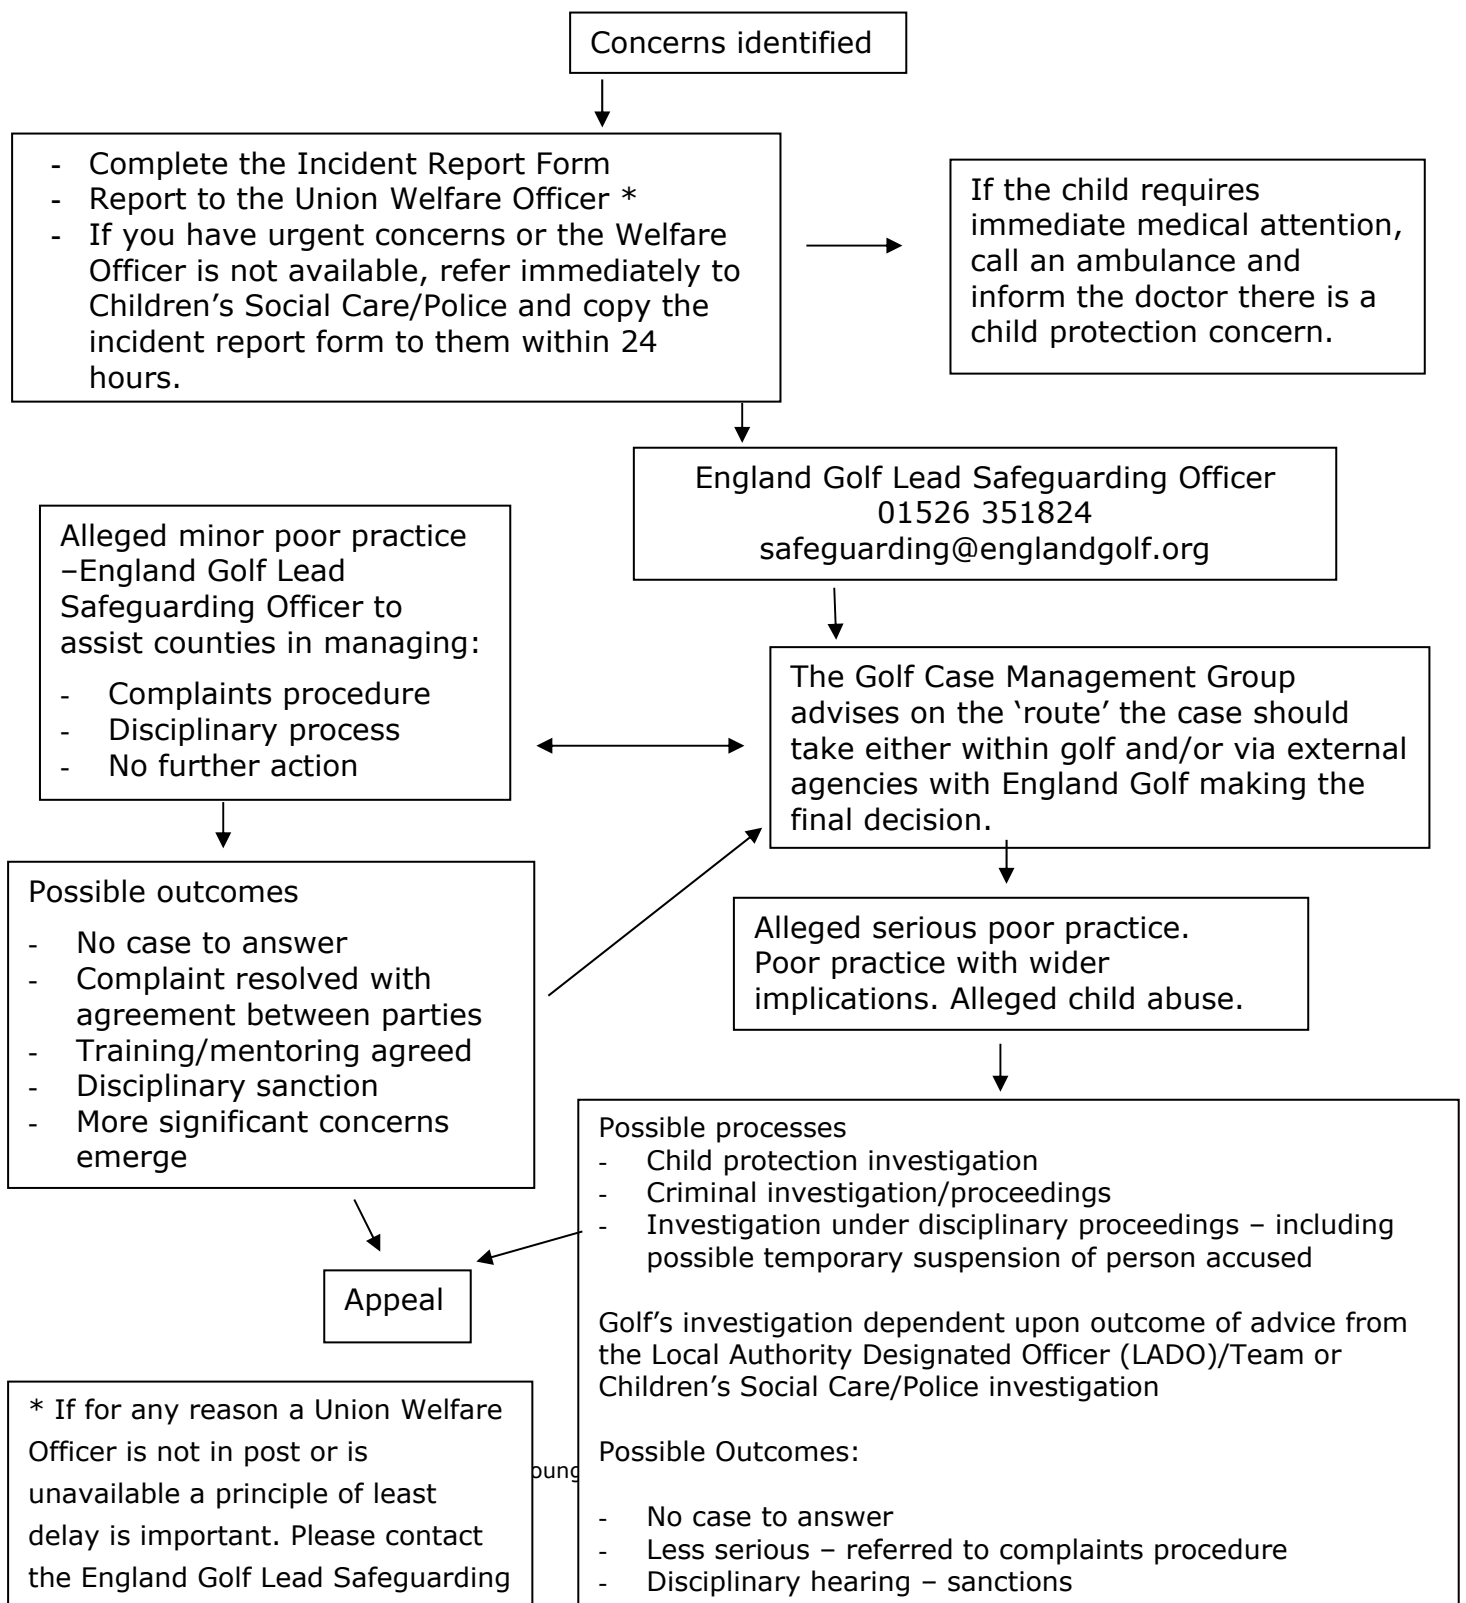 Concerns identified
- Complete the Incident Report Form
- Report to the Union Welfare Officer *
- If you have urgent concerns or the Welfare
Officer is not available, refer immediately to
Children’s Social Care/Police and copy the
incident report form to them within 24
hours.
If the child requires
immediate medical attention,
call an ambulance and
inform the doctor there is a
child protection concern.
England Golf Lead Safeguarding Officer
01526 351824
safeguarding@englandgolf.org
Alleged minor poor practice
–England Golf Lead
Safeguarding Officer to
assist counties in managing:
- Complaints procedure
- Disciplinary process
- No further action
The Golf Case Management Group
advises on the ‘route’ the case should
take either within golf and/or via external
agencies with England Golf making the
final decision.
Possible outcomes
- No case to answer
- Complaint resolved with
agreement between parties
- Training/mentoring agreed
- Disciplinary sanction
- More significant concerns
emerge
Alleged serious poor practice.
Poor practice with wider
implications. Alleged child abuse.
Possible processes
- Child protection investigation
- Criminal investigation/proceedings
- Investigation under disciplinary proceedings – including
possible temporary suspension of person accused
Golf’s investigation dependent upon outcome of advice from
the Local Authority Designated Officer (LADO)/Team or
Children’s Social Care/Police investigation
Possible Outcomes:
- No case to answer
- Less serious – referred to complaints procedure
- Disciplinary hearing – sanctions
Appeal
* If for any reason a Union Welfare
Officer is not in post or is
unavailable a principle of least
delay is important. Please contact
the England Golf Lead Safeguarding